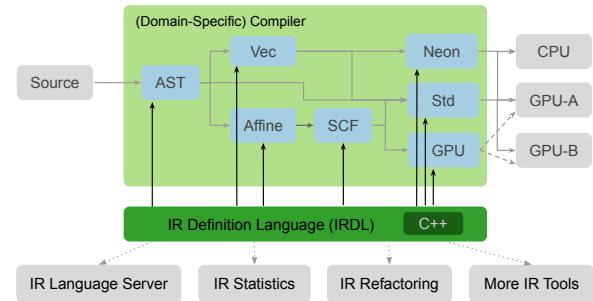 (Domain-Specific) Compiler
Vec
Neon
CPU
Source
AST
Std
GPU-A
Affine
SCF
GPU
GPU-B
IR Definition Language (IRDL)
C++
IR Language Server
IR Statistics
IR Refactoring
More IR Tools